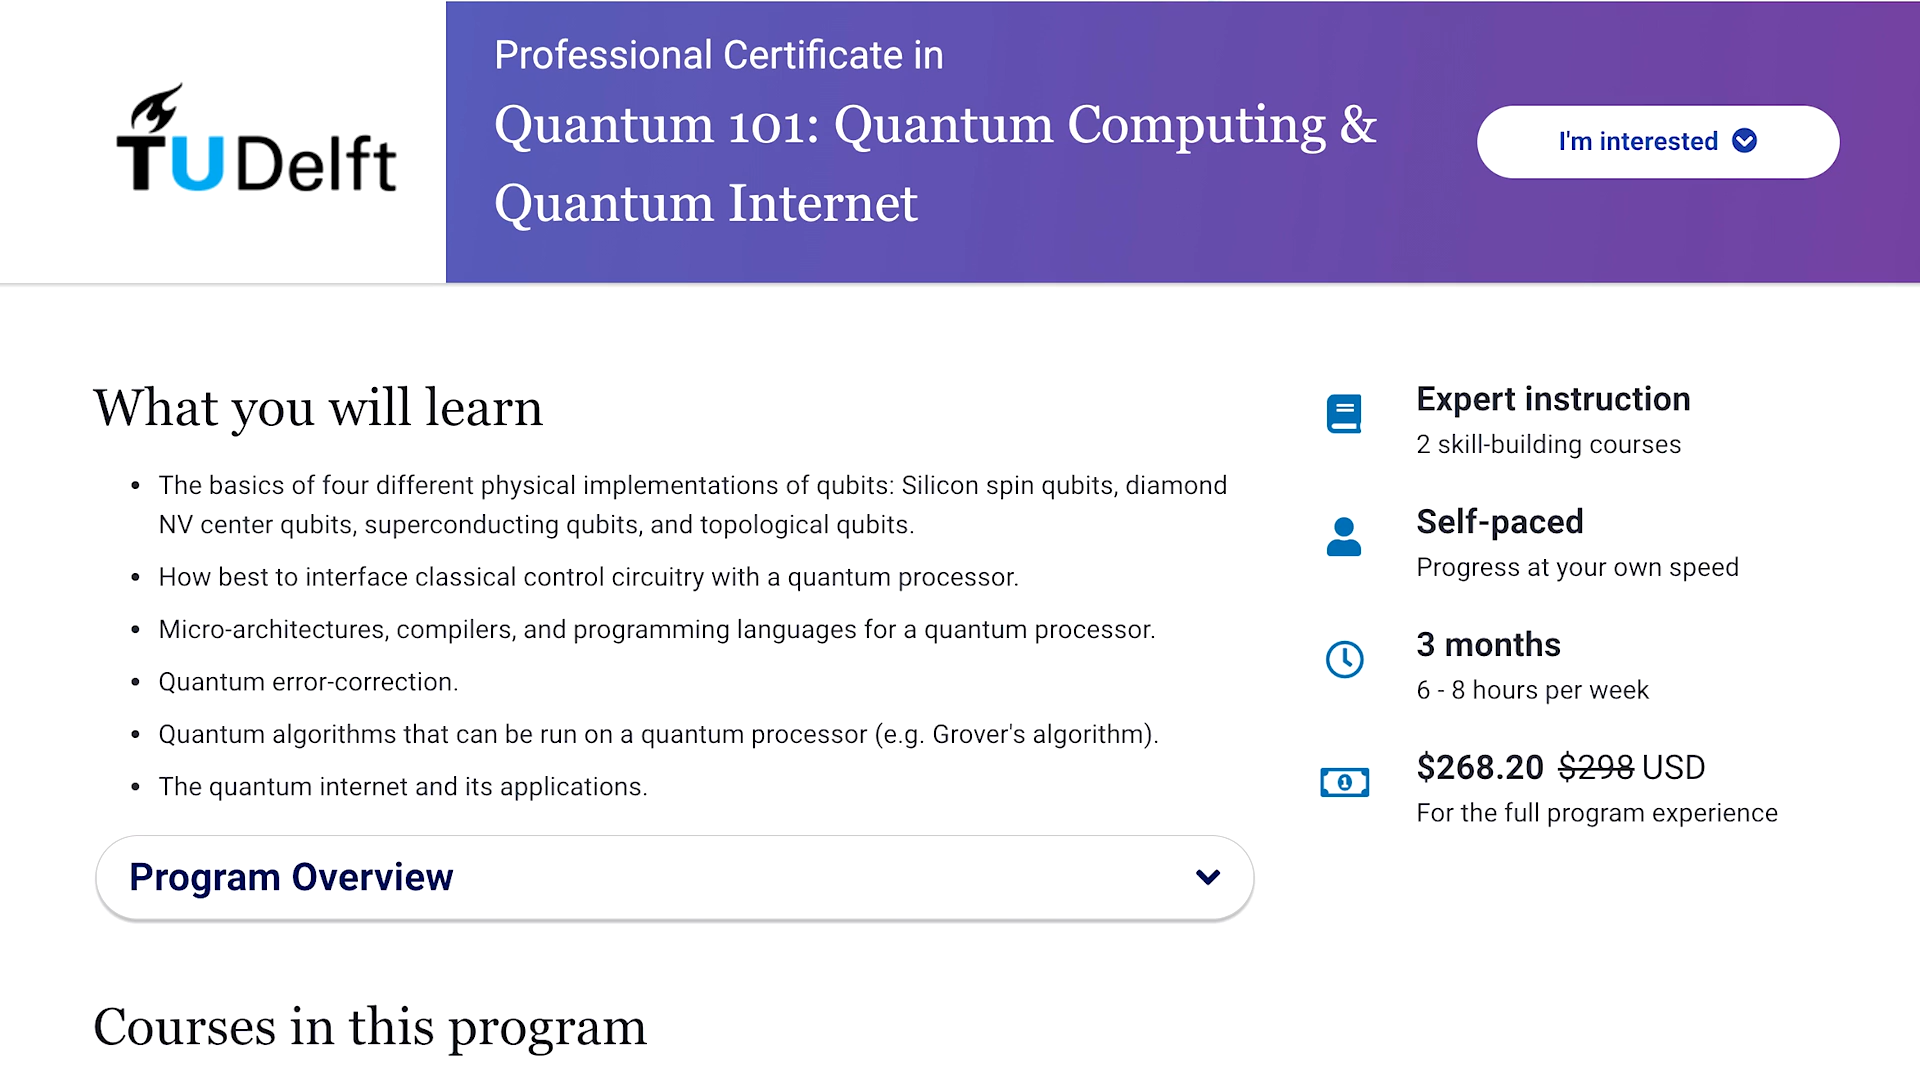 TUDelft
Professional Certificate in
Quantum 101: Quantum Computing &
Quantum Internet
I'm interested
What you will learn
• The basics of four different physical implementations of qubits: Silicon spin qubits, diamond
NV center qubits, superconducting qubits, and topological qubits.
• How best to interface classical control circuitry with a quantum processor.
• Micro-architectures, compilers, and programming languages for a quantum processor.
• Quantum error-correction.
• Quantum algorithms that can be run on a quantum processor (e.g. Grover's algorithm).
• The quantum internet and its applications.
Program Overview
Expert instruction
2 skill-building courses
Self-paced
Progress at your own speed
3 months
6 - 8 hours per week
$268.20 $298 USD
For the full program experience
Courses in this program